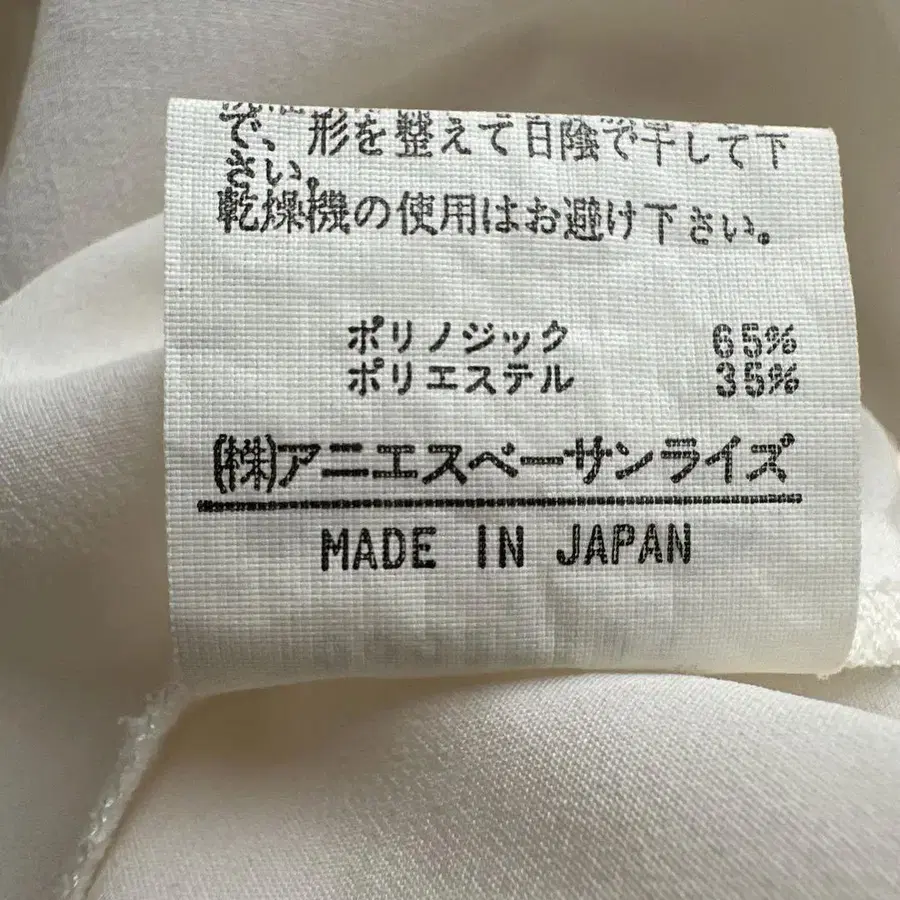 で、形を整えて日陰で干して下
さい。
乾燥機の使用はお避け下さい。
ポリノジック 65%
ポリエステル 35%
(株)アニエスベーサンライズ
MADE IN JAPAN